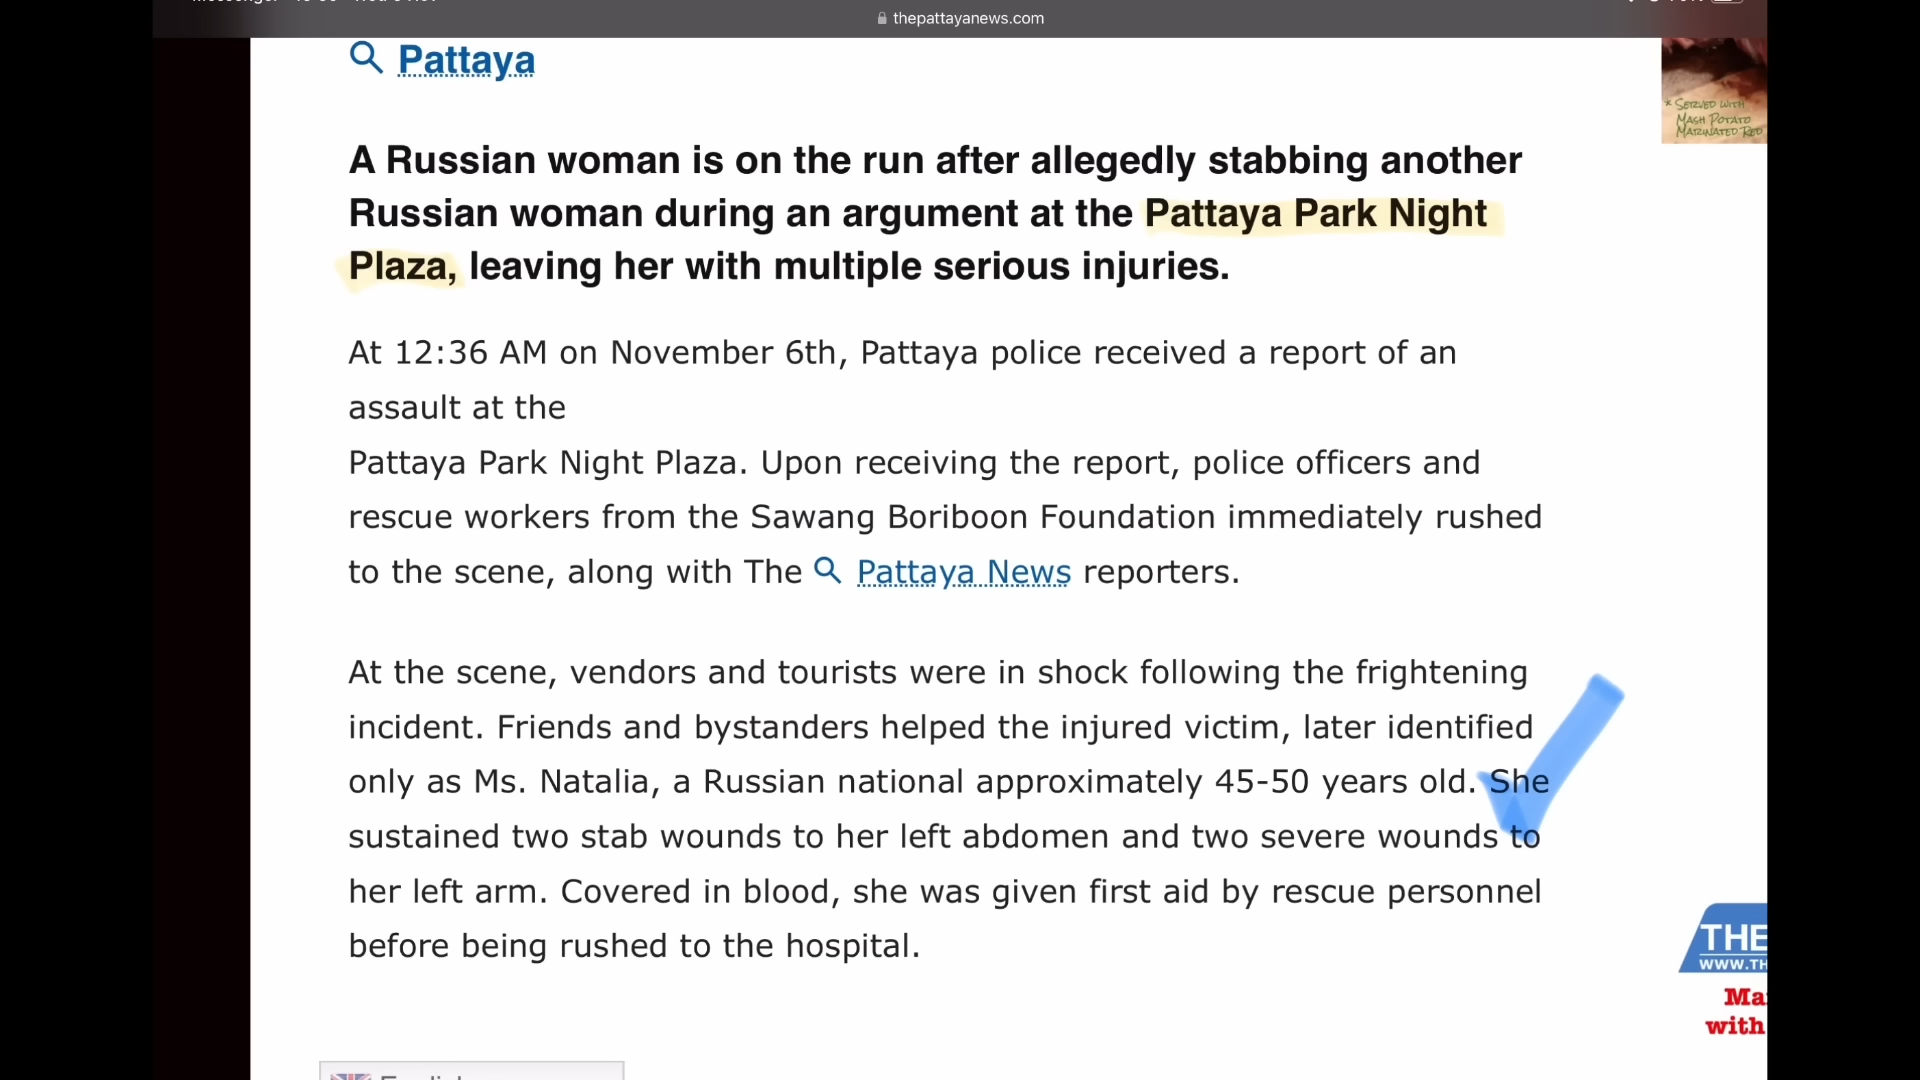 thepattayanews.com
Pattaya
* SERVED WITH
MASH POTATO
MARINATED RED
A Russian woman is on the run after allegedly stabbing another
Russian woman during an argument at the Pattaya Park Night
Plaza, leaving her with multiple serious injuries.
At 12:36 AM on November 6th, Pattaya police received a report of an
assault at the
Pattaya Park Night Plaza. Upon receiving the report, police officers and
rescue workers from the Sawang Boriboon Foundation immediately rushed
to the scene, along with The Pattaya News reporters.
At the scene, vendors and tourists were in shock following the frightening
incident. Friends and bystanders helped the injured victim, later identified
only as Ms. Natalia, a Russian national approximately 45-50 years old. She
sustained two stab wounds to her left abdomen and two severe wounds to
her left arm. Covered in blood, she was given first aid by rescue personnel
before being rushed to the hospital.
THE
WWW.TH
Ma
with